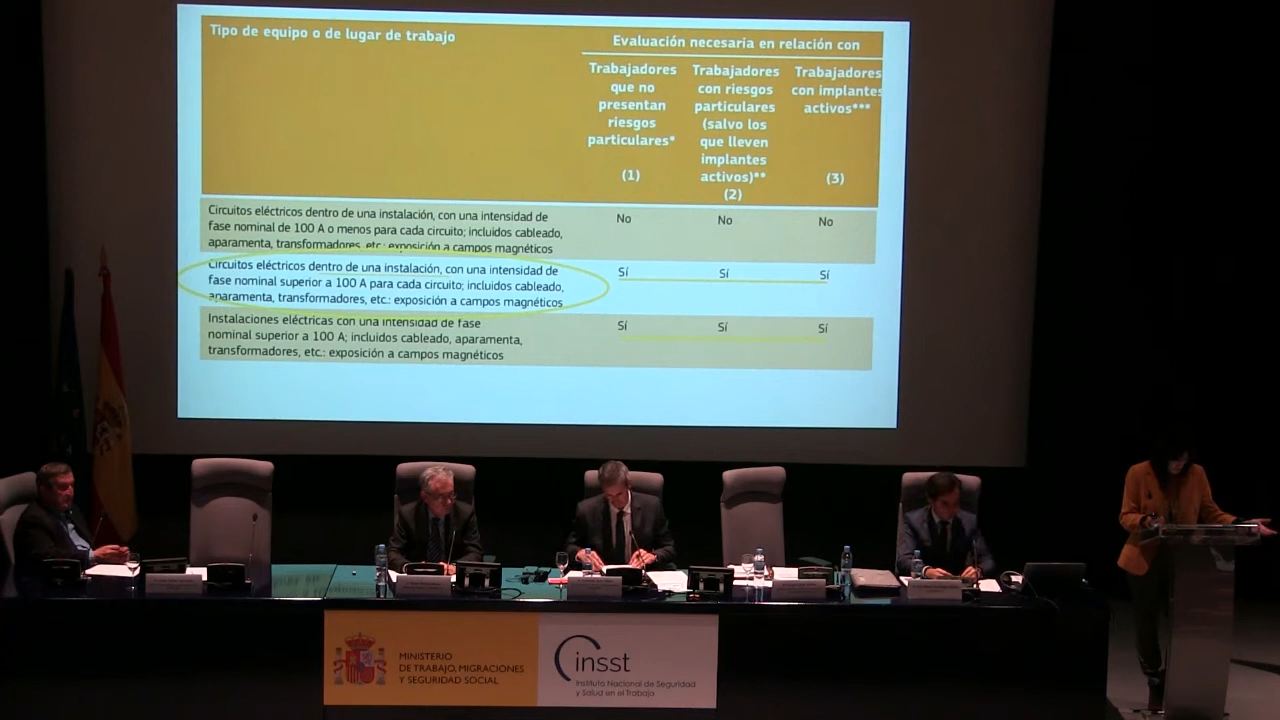 Tipo de equipo o de lugar de trabajo
Evaluación necesaria en relación con
Trabajadores
que no
presentan
riesgos
particulares*
(1)
Trabajadores
con riesgos
particulares
(salvo los
que lleven
implantes
activos)**
(2)
Trabajadores
con implantes
activos***
(3)
Circuitos eléctricos dentro de una instalación, con una intensidad de
fase nominal de 100 A o menos para cada circuito; incluidos cableado,
aparamenta, transformadores, etc.: exposición a campos magnéticos
No No No
Circuitos eléctricos dentro de una instalación, con una intensidad de
fase nominal superior a 100 A para cada circuito; incluidos cableado,
aparamenta, transformadores, etc.: exposición a campos magnéticos
Sí Sí Sí
Instalaciones eléctricas con una intensidad de fase
nominal superior a 100 A; incluidos cableado, aparamenta,
transformadores, etc.: exposición a campos magnéticos
Sí Sí Sí
MINISTERIO
DE TRABAJO, MIGRACIONES
Y SEGURIDAD SOCIAL
insst
Instituto Nacional de Seguridad
y Salud en el Trabajo